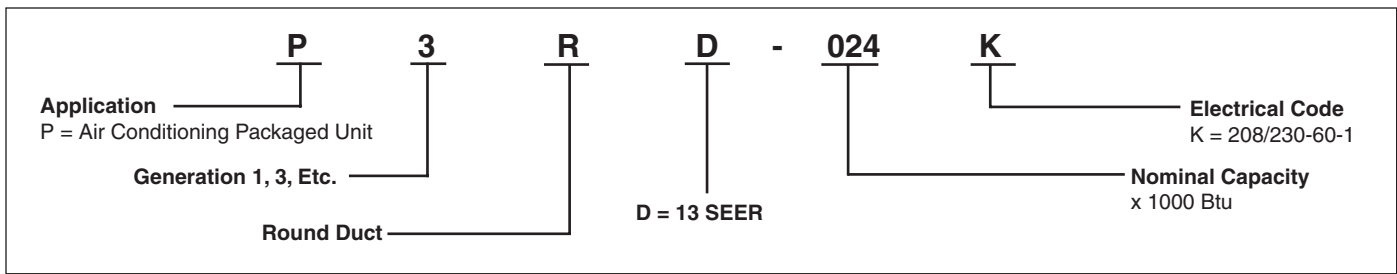 P 3 R D - 024 K
Application
P = Air Conditioning Packaged Unit
Generation 1, 3, Etc.
Round Duct
D = 13 SEER
Electrical Code
K = 208/230-60-1
Nominal Capacity
x 1000 Btu